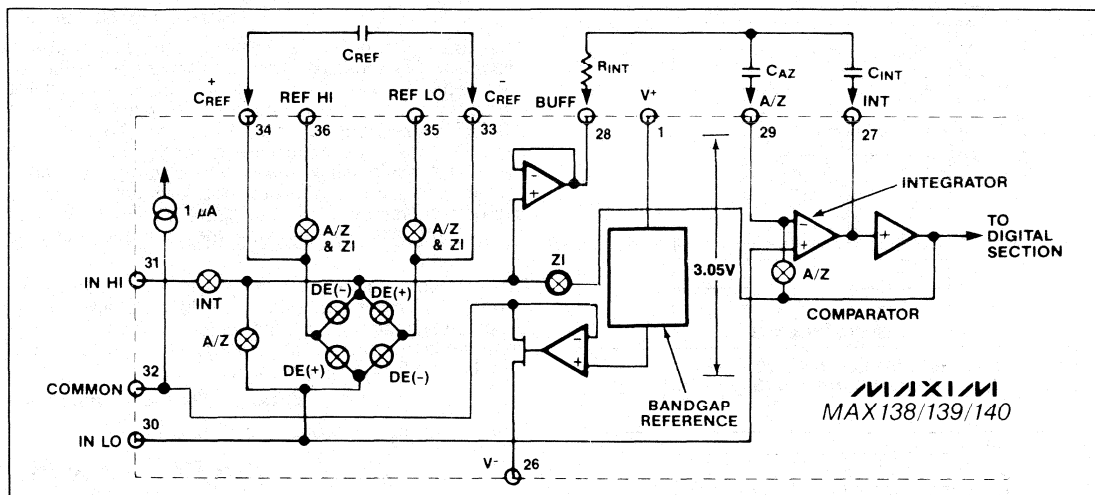 CREF
RINT
CAZ
CINT
+
CREF
REF HI
REF LO
−
CREF
BUFF
V+
A/Z
INT
34
36
35
33
28
1
29
27
1 μA
A/Z
& ZI
A/Z
& ZI
−
+
INTEGRATOR
−
+
+
TO
DIGITAL
SECTION
31
IN HI
INT
ZI
3.05V
A/Z
DE(-)
DE(+)
COMPARATOR
A/Z
DE(+)
DE(-)
−
+
32
COMMON
BANDGAP
REFERENCE
MAXIM
MAX138/139/140
30
IN LO
V-
26